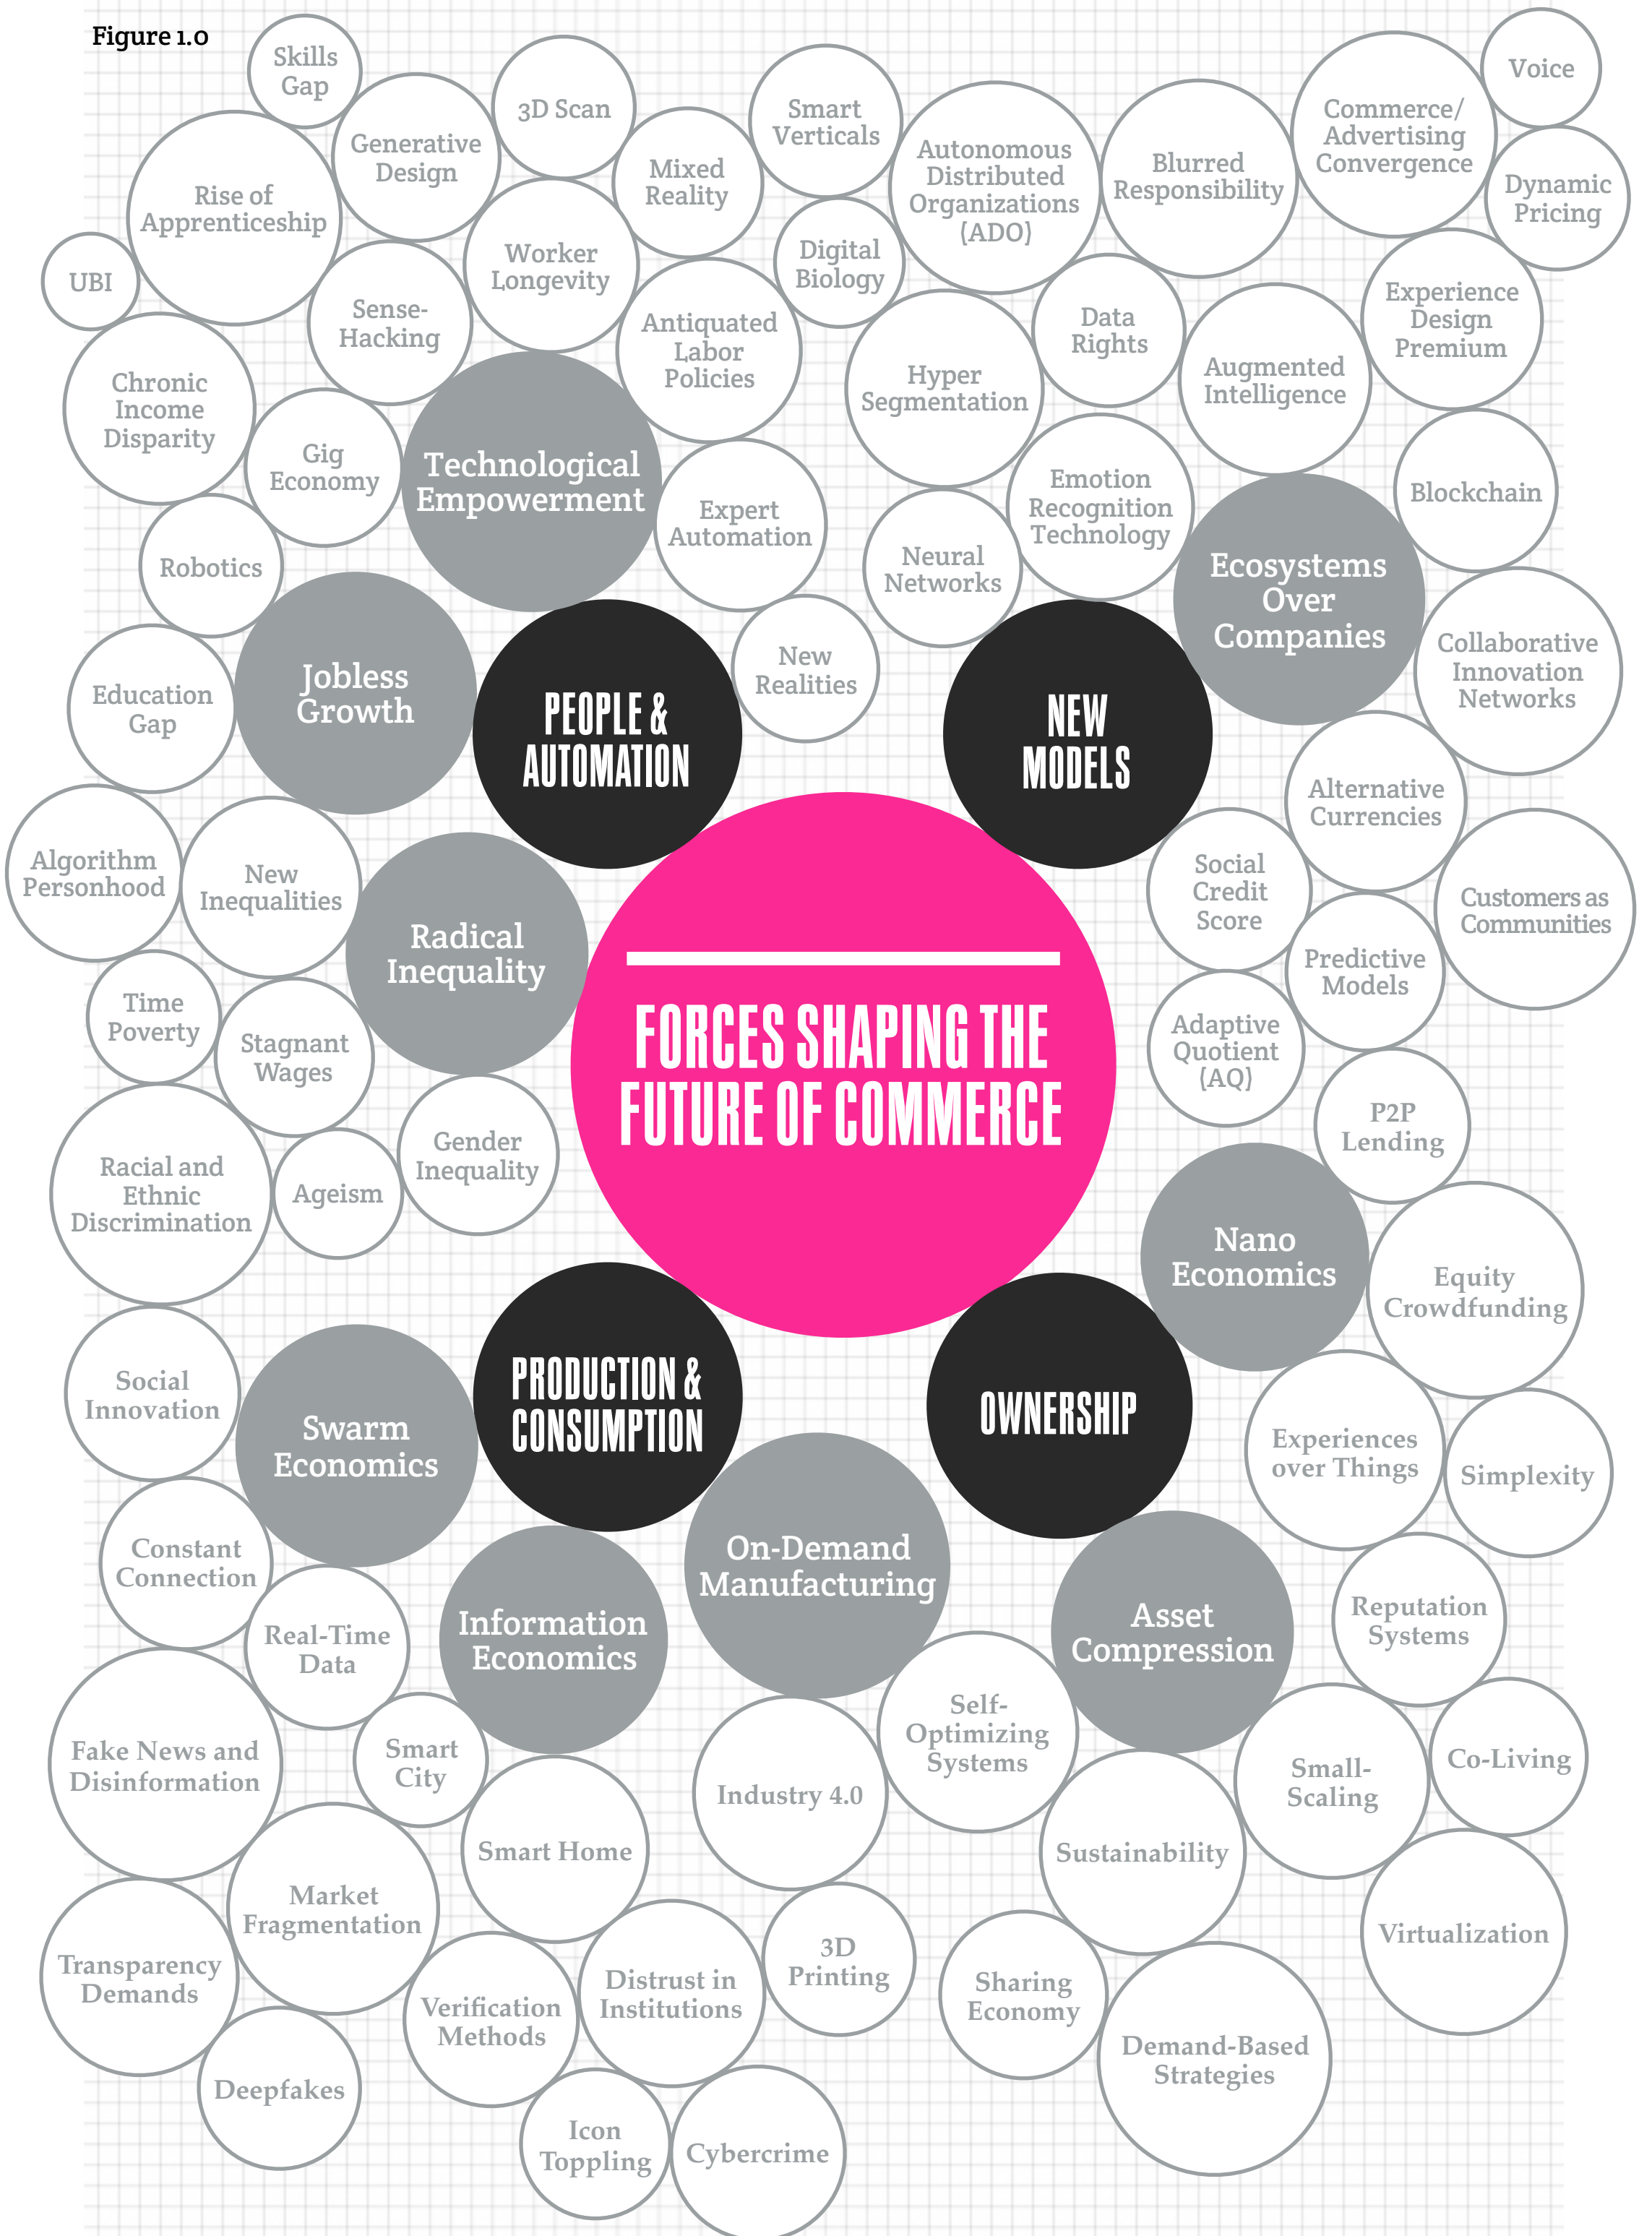 Figure 1.0
Skills
Gap
3D Scan
Generative
Design
Rise of
Apprenticeship
UBI
Mixed
Reality
Smart
Verticals
Autonomous
Distributed
Organizations
(ADO)
Blurred
Responsibility
Commerce/
Advertising
Convergence
Voice
Dynamic
Pricing
Worker
Longevity
Digital
Biology
Sense-
Hacking
Antiquated
Labor
Policies
Data
Rights
Experience
Design
Premium
Chronic
Income
Disparity
Hyper
Segmentation
Augmented
Intelligence
Gig
Economy
Technological
Empowerment
Expert
Automation
Emotion
Recognition
Technology
Blockchain
Robotics
Neural
Networks
Ecosystems
Over
Companies
Collaborative
Innovation
Networks
Education
Gap
Jobless
Growth
PEOPLE &
AUTOMATION
New
Realities
NEW
MODELS
Alternative
Currencies
Algorithm
Personhood
New
Inequalities
Social
Credit
Score
Customers as
Communities
Radical
Inequality
Predictive
Models
Time
Poverty
Stagnant
Wages
FORCES SHAPING THE
FUTURE OF COMMERCE
Adaptive
Quotient
(AQ)
P2P
Lending
Racial and
Ethnic
Discrimination
Ageism
Gender
Inequality
Nano
Economics
Equity
Crowdfunding
Social
Innovation
Swarm
Economics
PRODUCTION &
CONSUMPTION
OWNERSHIP
Experiences
over Things
Simplexity
Constant
Connection
Real-Time
Data
Information
Economics
On-Demand
Manufacturing
Asset
Compression
Reputation
Systems
Fake News and
Disinformation
Smart
City
Smart Home
Industry 4.0
Self-
Optimizing
Systems
Sustainability
Small-
Scaling
Co-Living
Market
Fragmentation
Virtualization
Transparency
Demands
Verification
Methods
Distrust in
Institutions
3D
Printing
Sharing
Economy
Demand-Based
Strategies
Deepfakes
Icon
Toppling
Cybercrime